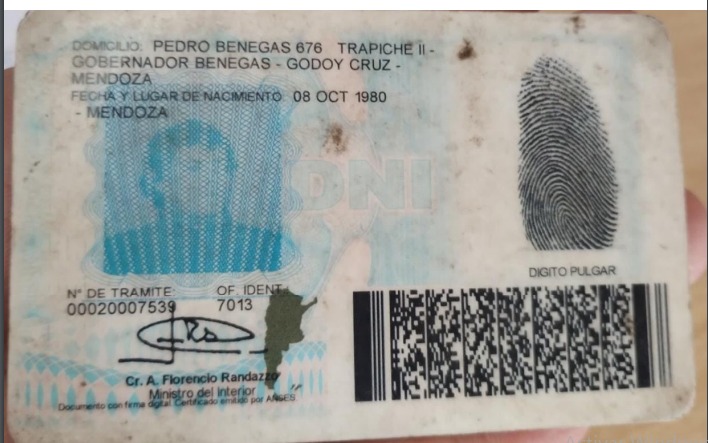 DOMICILIO: PEDRO BENEGAS 676 TRAPICHE II -
GOBERNADOR BENEGAS - GODOY CRUZ -
MENDOZA
FECHA Y LUGAR DE NACIMIENTO: 08 OCT 1980
- MENDOZA
DNI
DIGITO PULGAR
N° DE TRAMITE OF. IDENT
00020007539 7013
Cr. A. Florencio Randazzo
Ministro del Interior
Documento con firma digital. Certificado emitido por ANSES